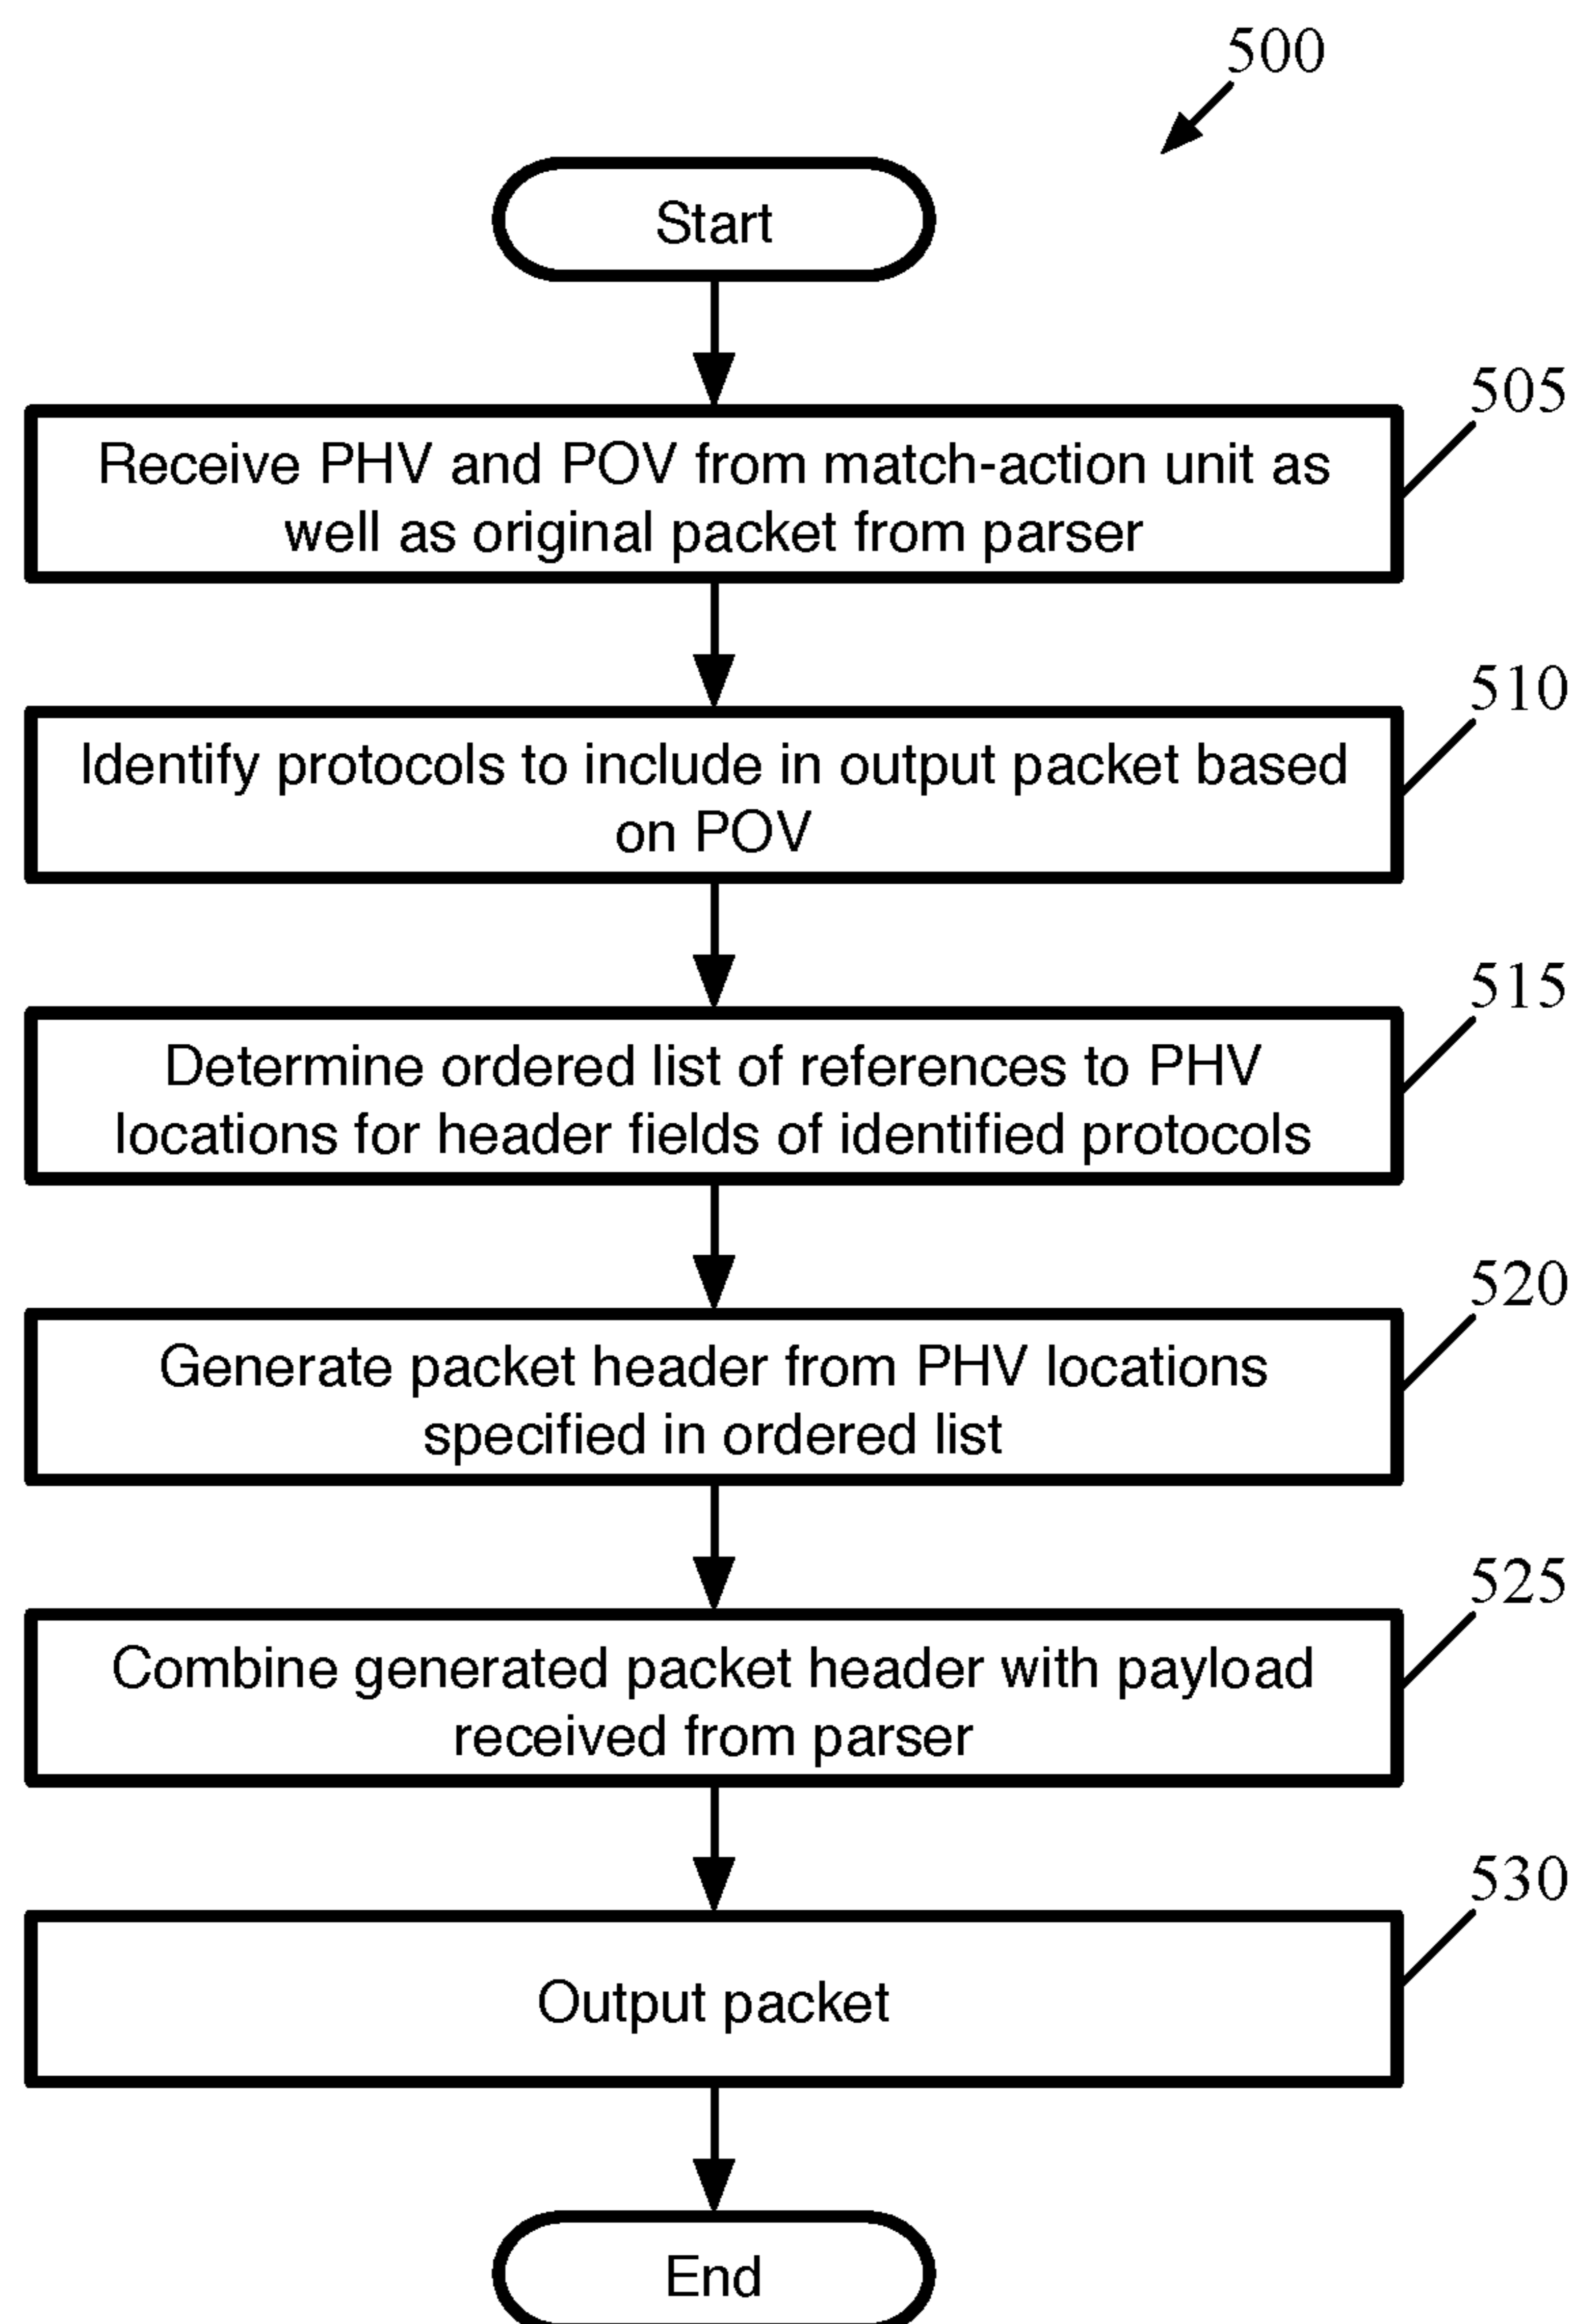 500
Start
505
Receive PHV and POV from match-action unit as
well as original packet from parser
510
Identify protocols to include in output packet based
on POV
515
Determine ordered list of references to PHV
locations for header fields of identified protocols
520
Generate packet header from PHV locations
specified in ordered list
525
Combine generated packet header with payload
received from parser
530
Output packet
End